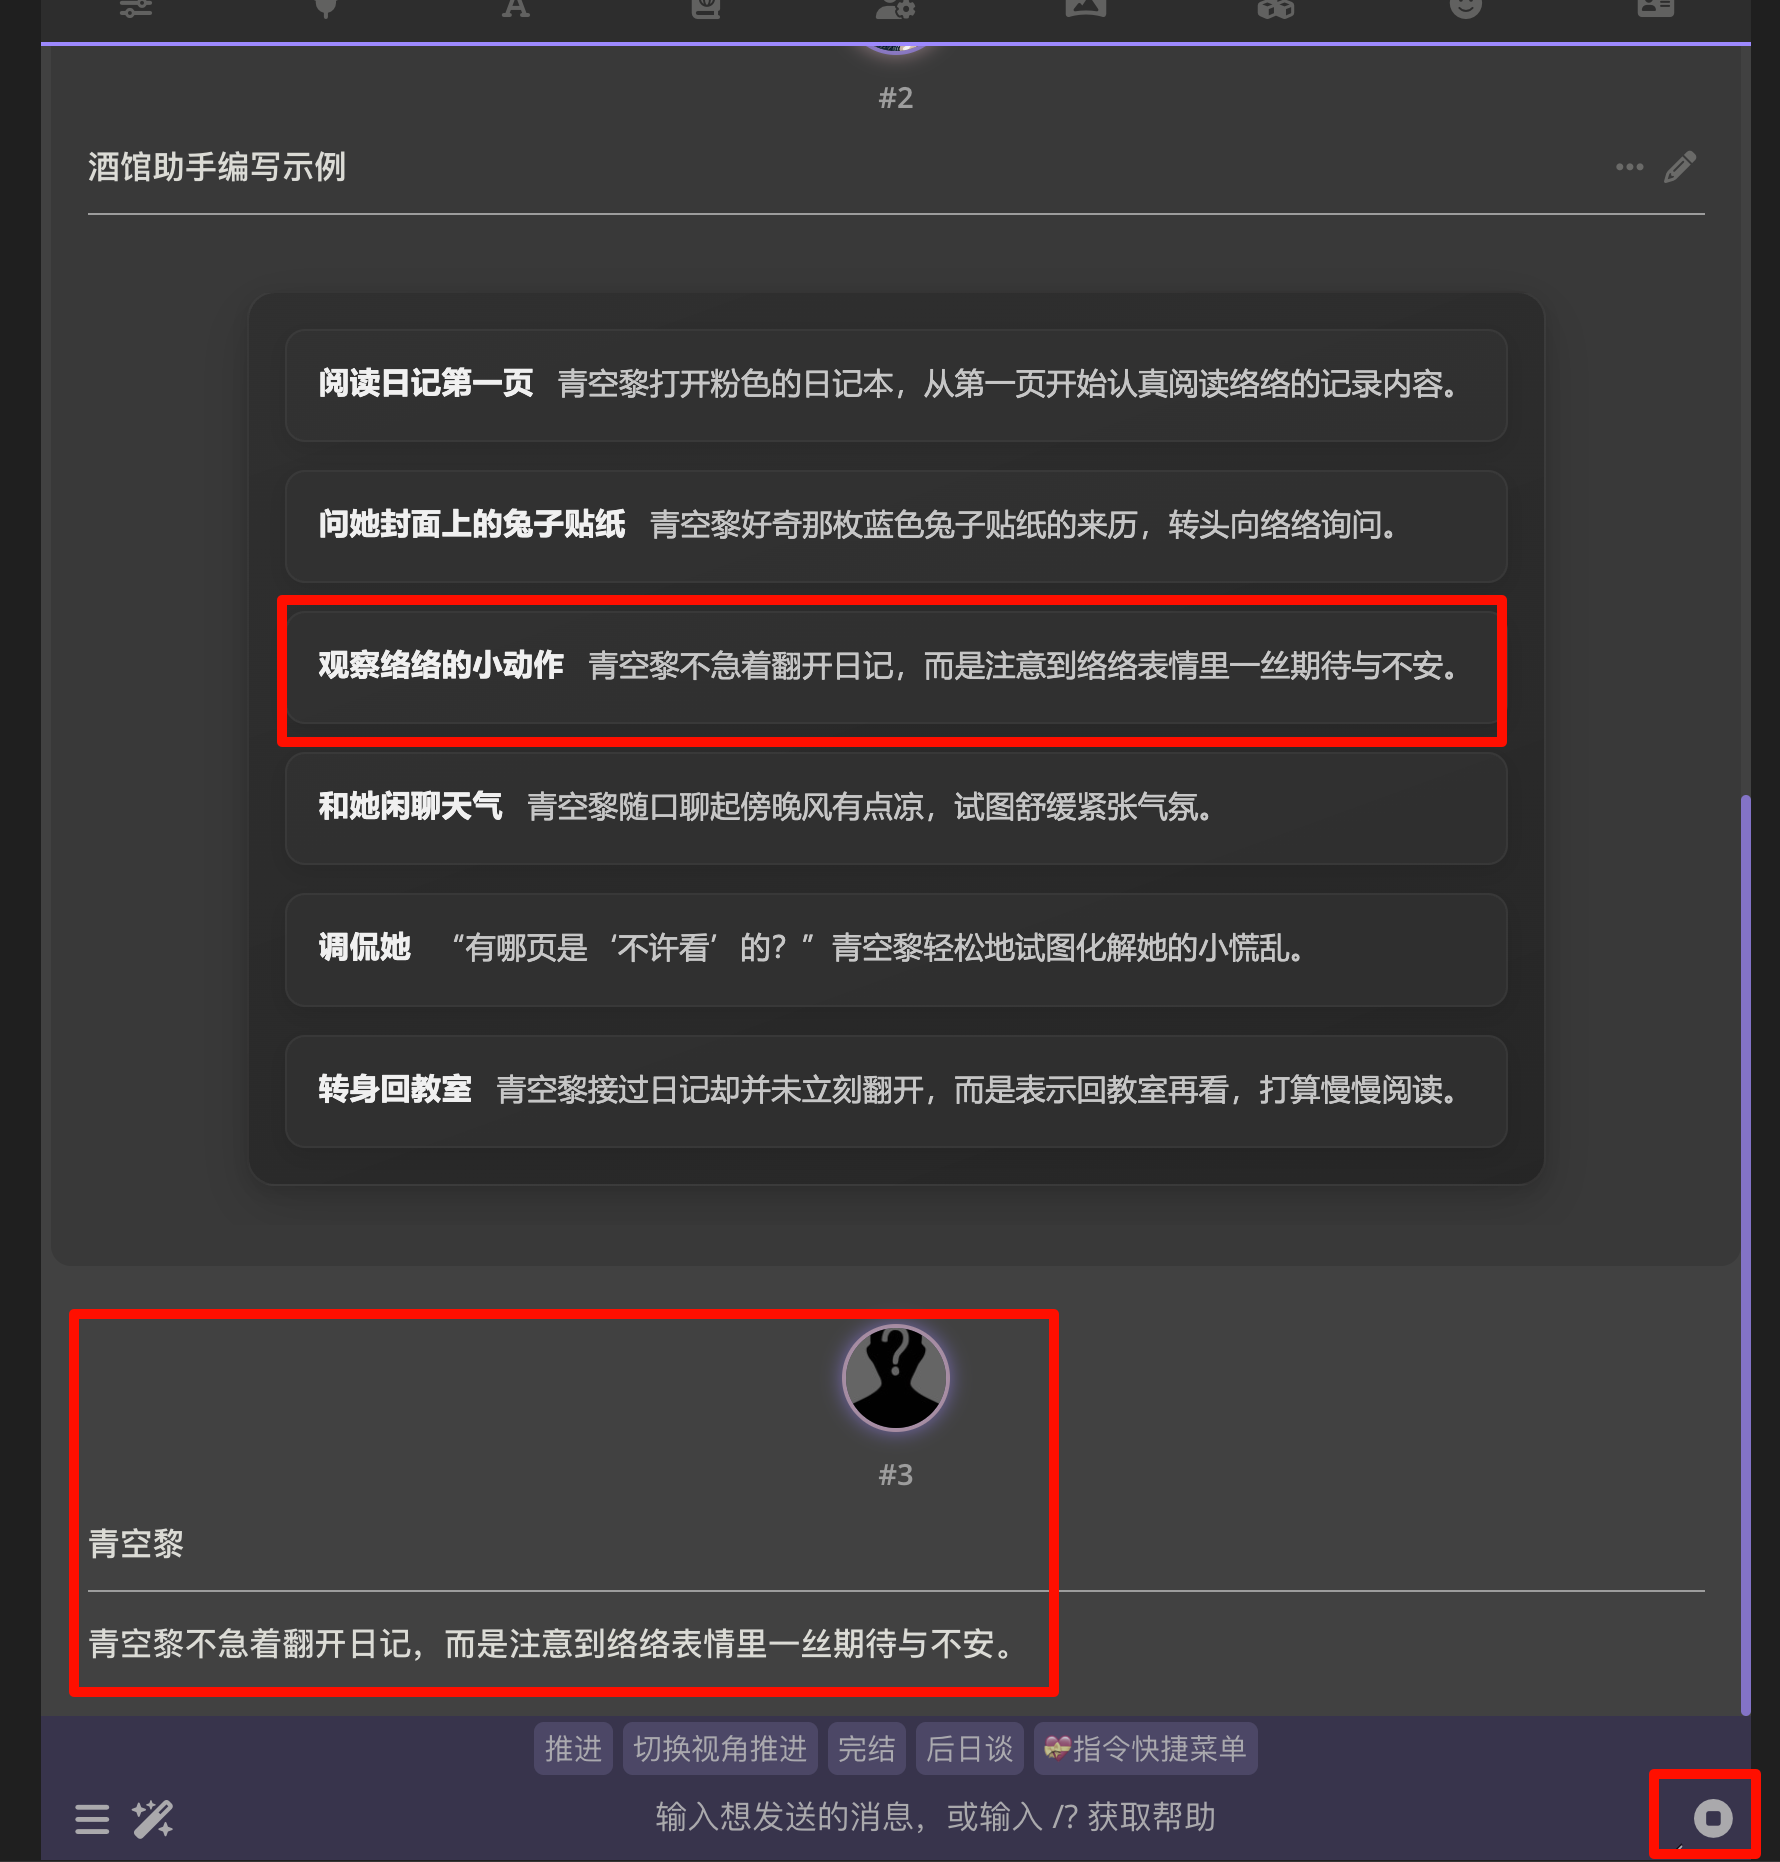 #2
酒馆助手编写示例
阅读日记第一页 青空黎打开粉色的日记本，从第一页开始认真阅读络络的记录内容。
问她封面上的兔子贴纸 青空黎好奇那枚蓝色兔子贴纸的来历，转头向络络询问。
观察络络的小动作 青空黎不急着翻开日记，而是注意到络络表情里一丝期待与不安。
和她闲聊天气 青空黎随口聊起傍晚风有点凉，试图舒缓紧张气氛。
调侃她 “有哪页是‘不许看’的？”青空黎轻松地试图化解她的小慌乱。
转身回教室 青空黎接过日记却并未立刻翻开，而是表示回教室再看，打算慢慢阅读。
#3
青空黎
青空黎不急着翻开日记，而是注意到络络表情里一丝期待与不安。
推进 切换视角推进 完结 后日谈 💝指令快捷菜单
输入想发送的消息，或输入 /? 获取帮助